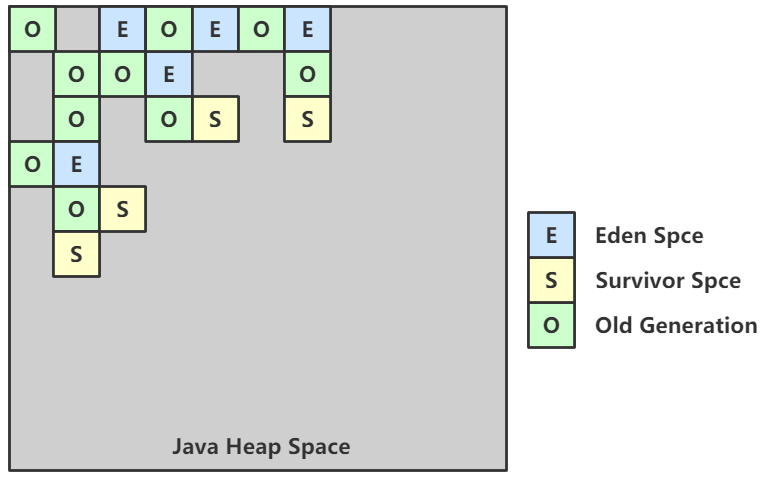 O E O E O E
O O E O
O O S S
O E
O S
S
E Eden Spce
S Survivor Spce
O Old Generation
Java Heap Space